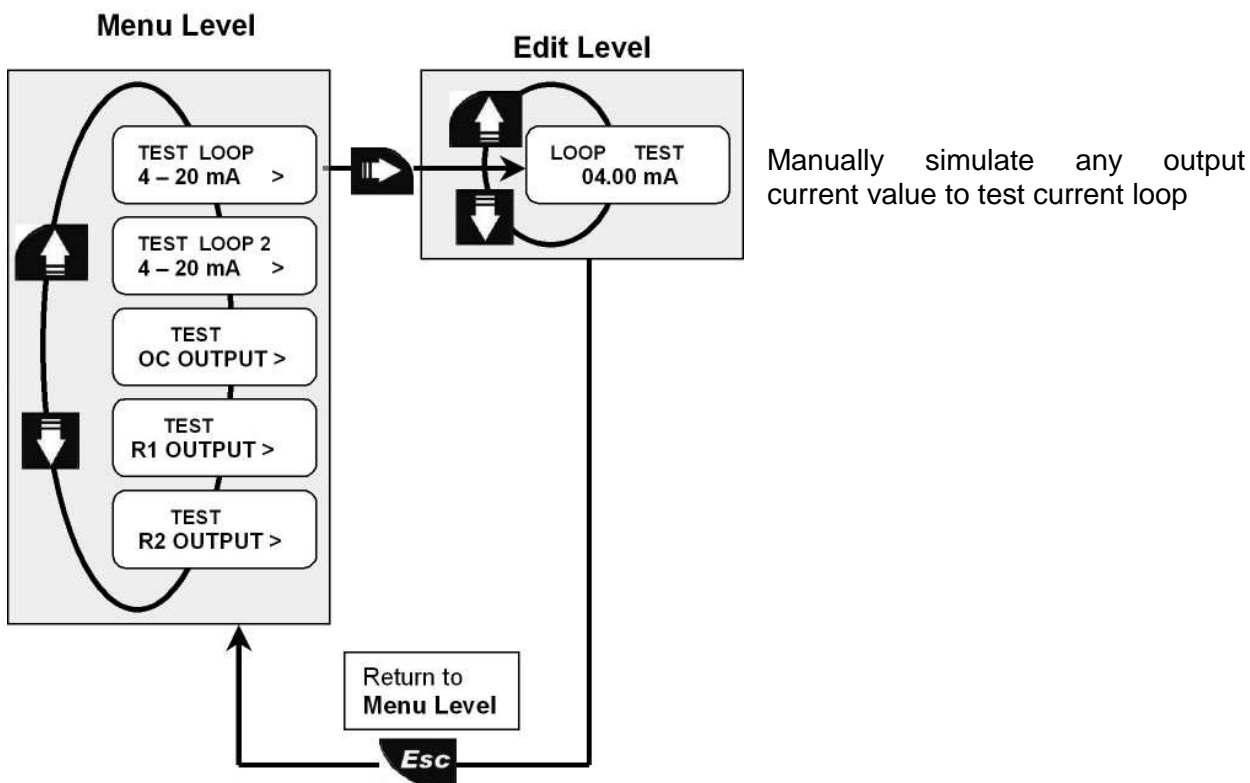 Menu Level
Edit Level
TEST LOOP
4 – 20 mA >
TEST LOOP 2
4 – 20 mA >
TEST
OC OUTPUT >
TEST
R1 OUTPUT >
TEST
R2 OUTPUT >
LOOP TEST
04.00 mA
Manually simulate any output
current value to test current loop
Return to
Menu Level
Esc